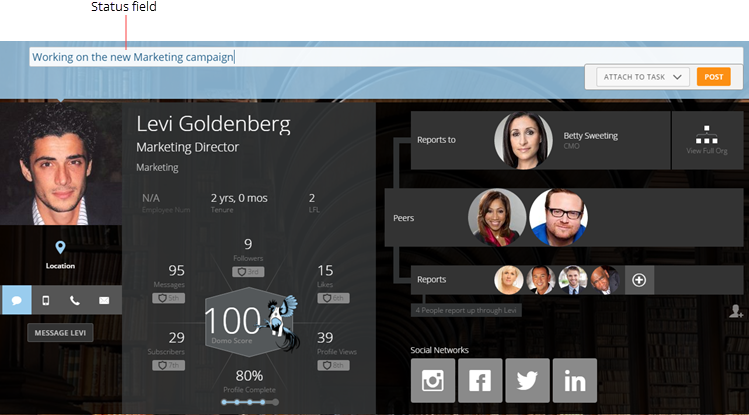 Status field
Working on the new Marketing campaign
ATTACH TO TASK
POST
Levi Goldenberg
Marketing Director
Marketing
N/A
Employee Num
2 yrs, 0 mos
Tenure
2
LFL
Location
MESSAGE LEVI
9
Followers
3rd
95
Messages
5th
15
Likes
6th
100
Domo Score
29
Subscribers
7th
39
Profile Views
8th
80%
Profile Complete
Reports to
Betty Sweeting
CMO
View Full Org
Peers
Reports
4 People report up through Levi
Social Networks